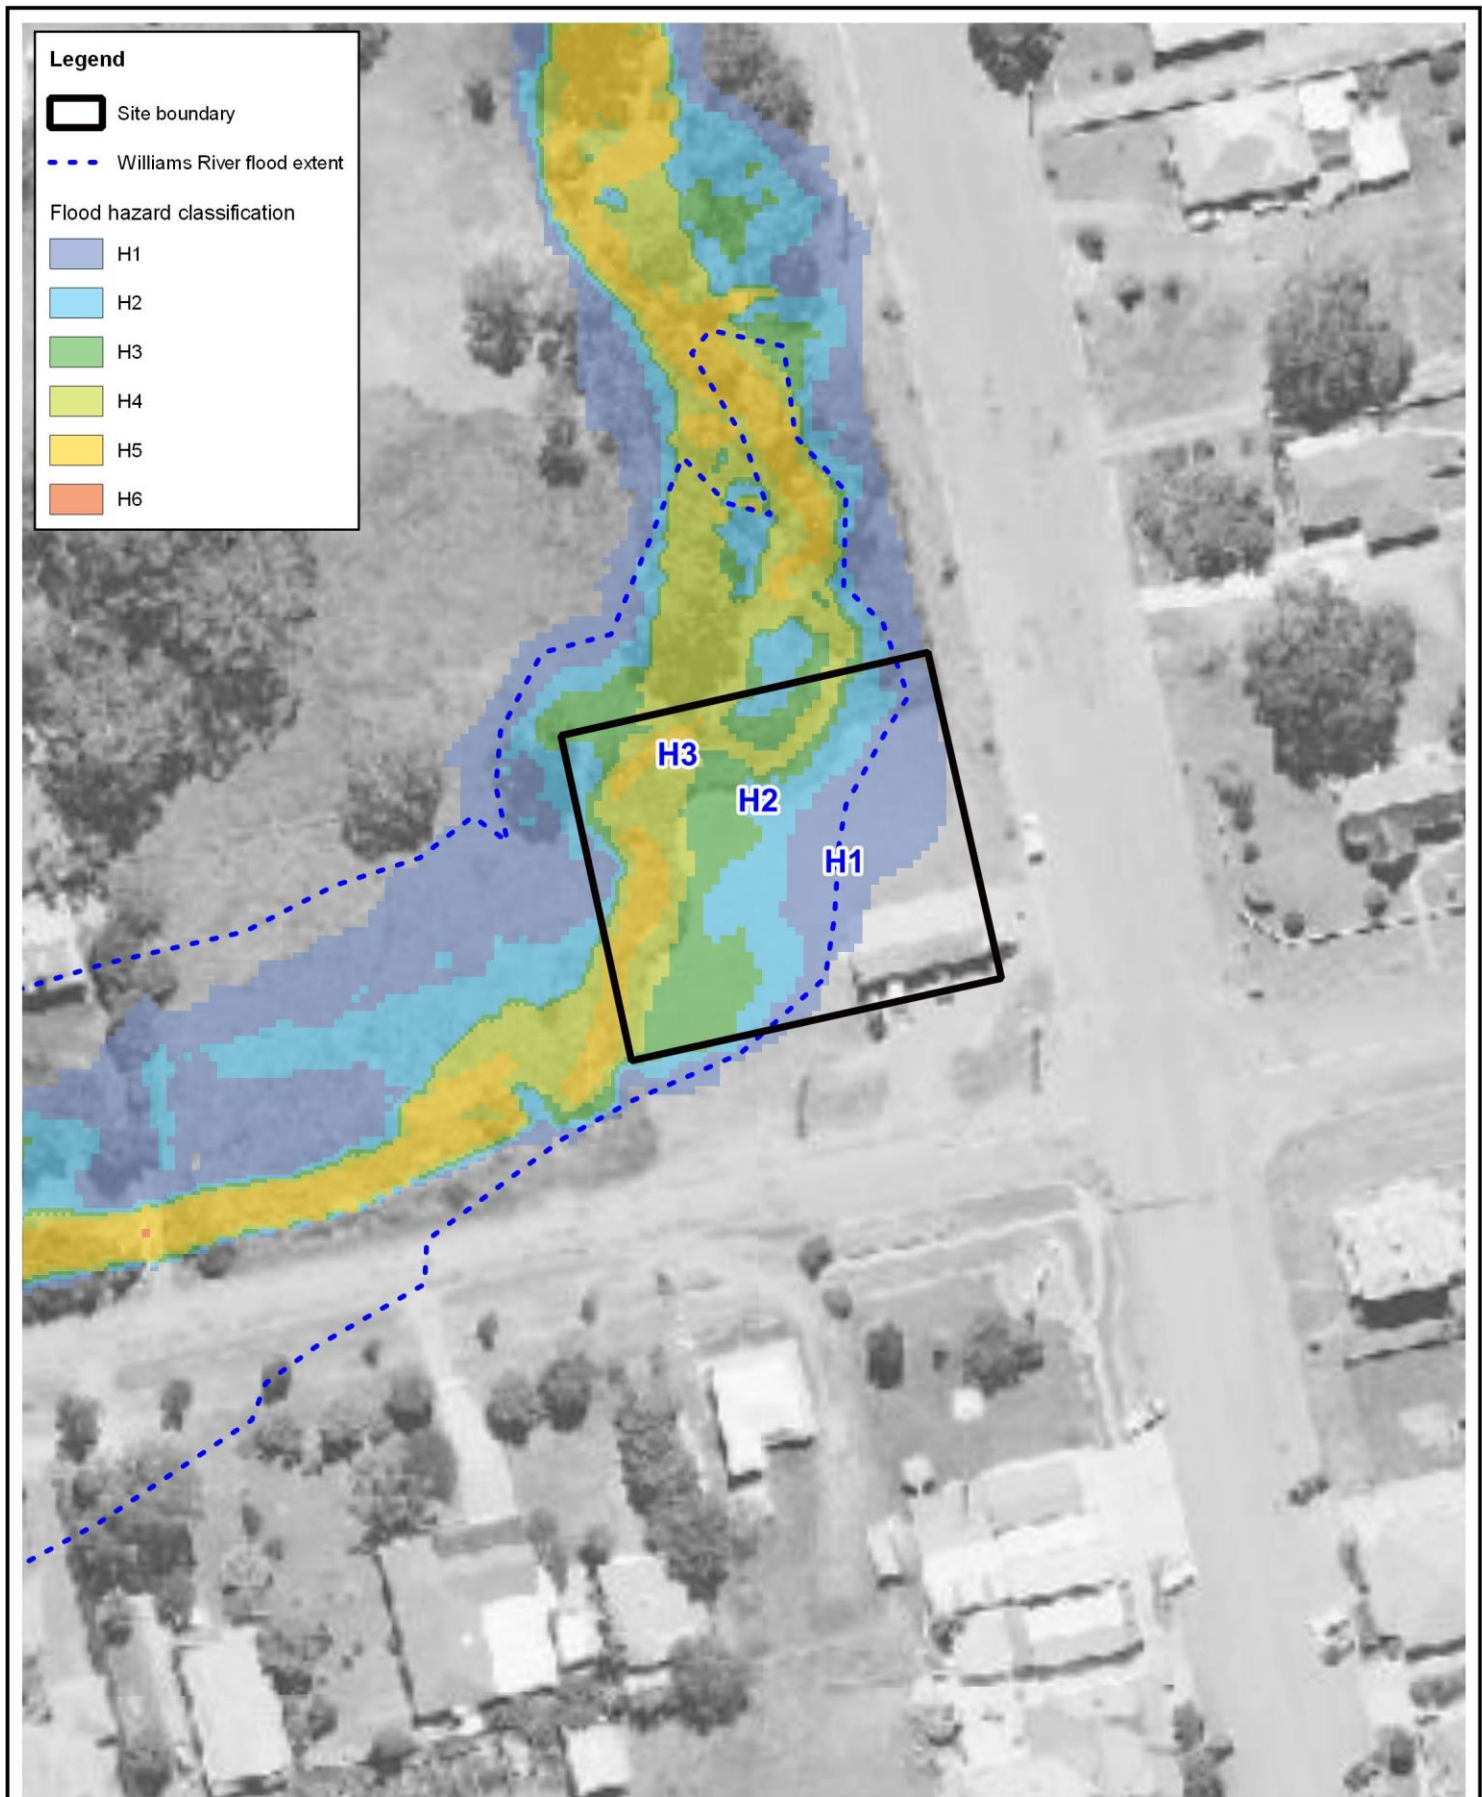 Legend
Site boundary
Williams River flood extent
Flood hazard classification
H1
H2
H3
H4
H5
H6
H3
H2
H1